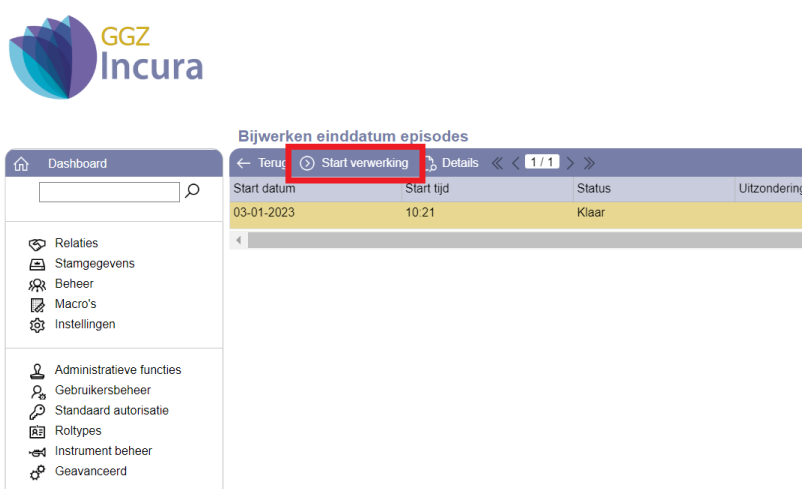 GGZ
Incura
Bijwerken einddatum episodes
Dashboard
Terug Start verwerking Details 1 / 1
Start datum Start tijd Status Uitzondering
03-01-2023 10:21 Klaar
Relaties
Stamgegevens
Beheer
Macro's
Instellingen
Administratieve functies
Gebruikersbeheer
Standaard autorisatie
Roltypes
Instrument beheer
Geavanceerd